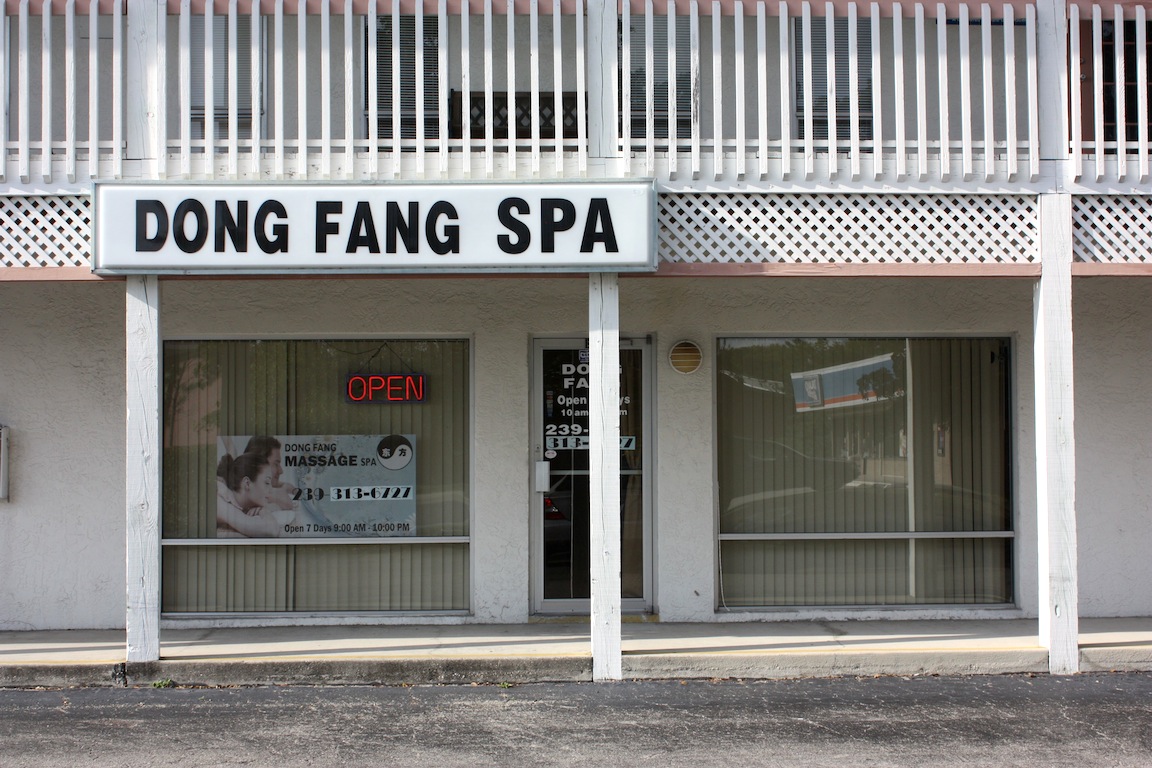 DONG FANG SPA
OPEN
DONG FANG
MASSAGE SPA
东 方
239-313-6727
Open 7 Days 9:00 AM - 10:00 PM
FA
Open
10 am
239-
313-